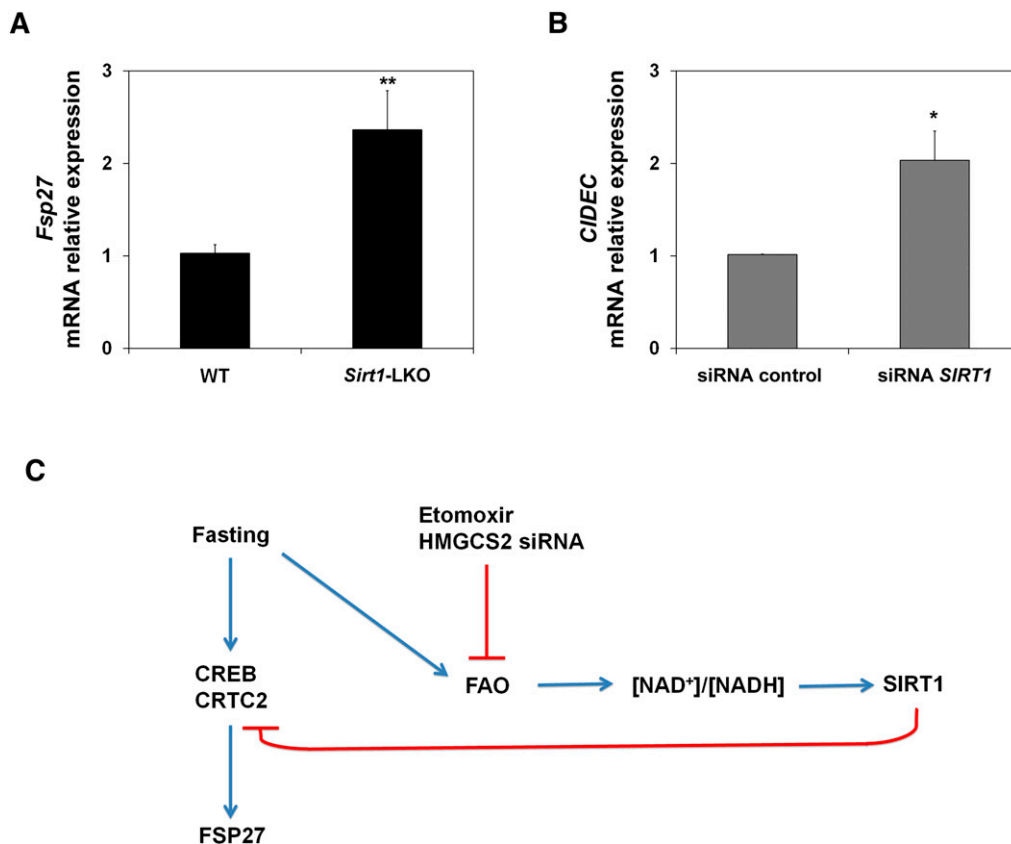 A
Fsp27
mRNA relative expression
3
2
1
0
**
WT
Sirt1-LKO
B
CIDEC
mRNA relative expression
3
2
1
0
*
siRNA control
siRNA SIRT1
C
Fasting
Etomoxir
HMGCS2 siRNA
CREB
CRTC2
FAO
[NAD+]/[NADH]
SIRT1
FSP27